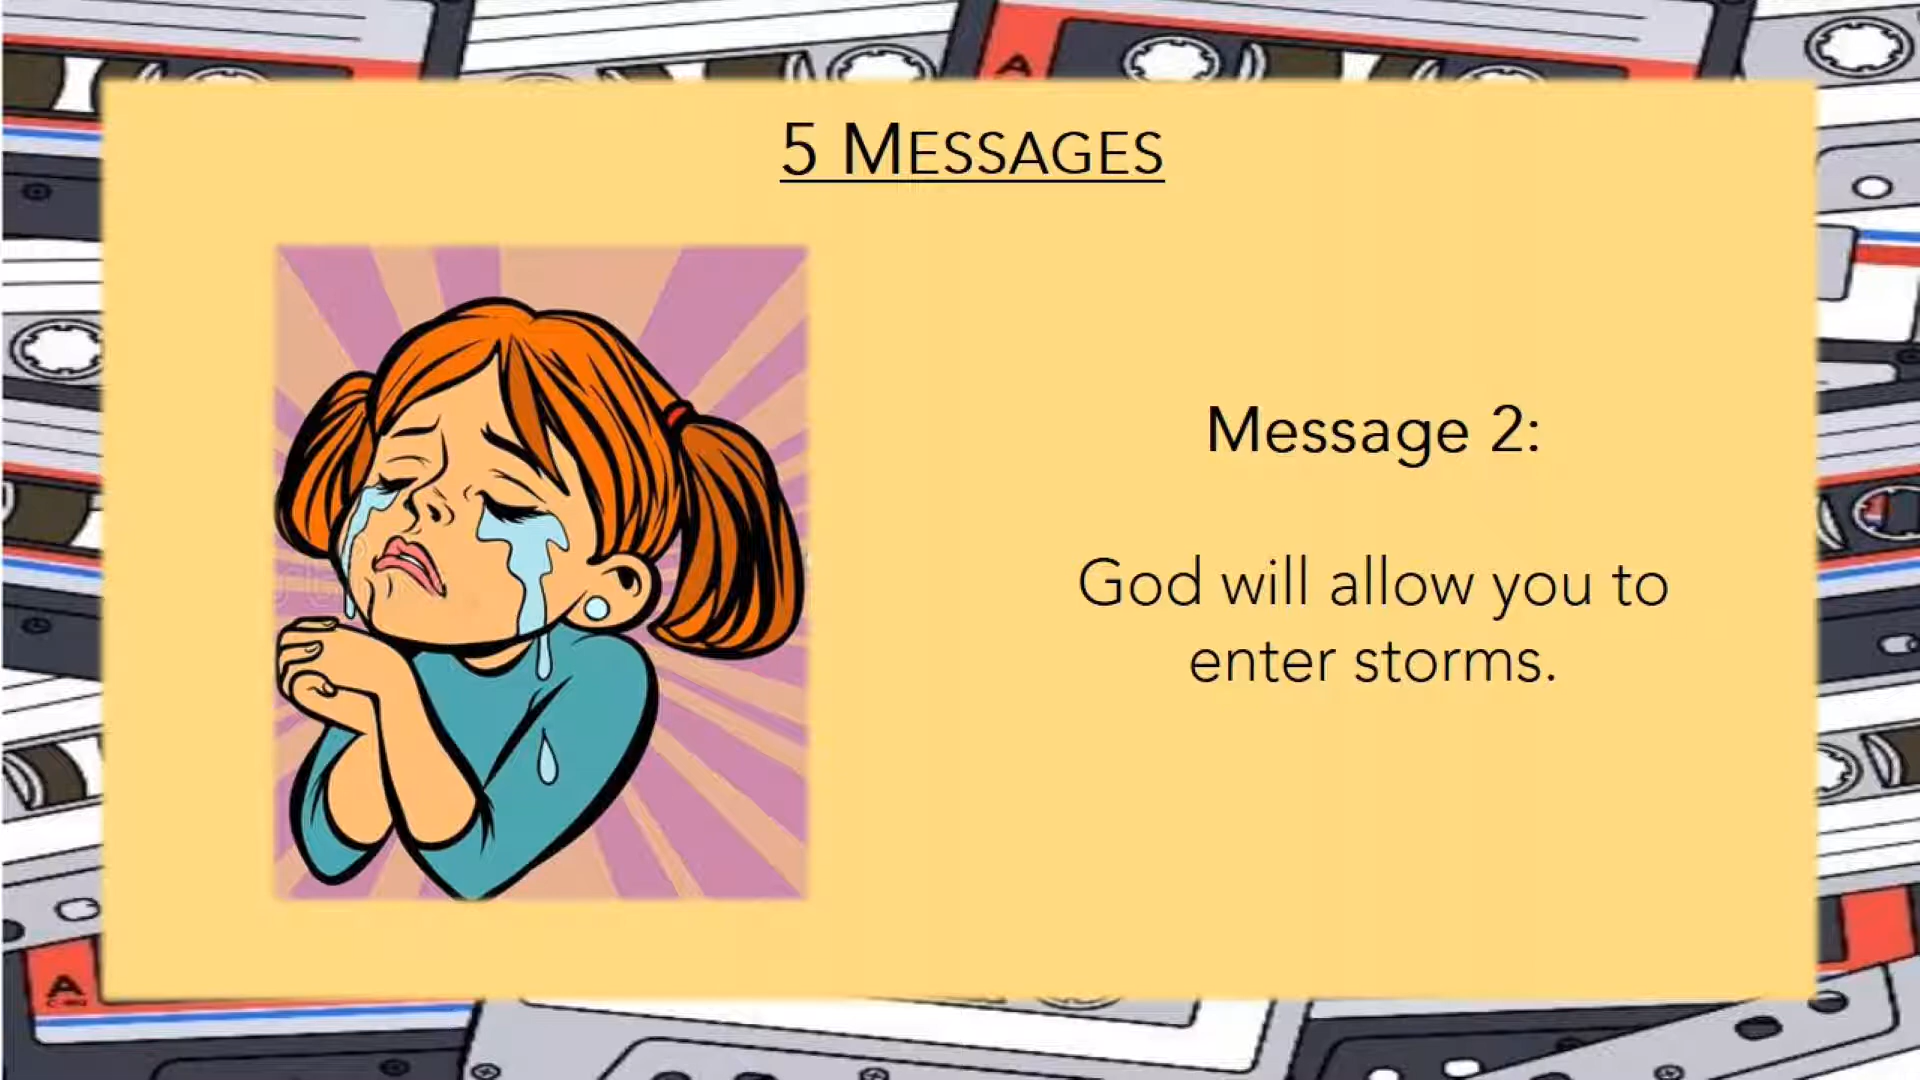 A
5 MESSAGES
Message 2:
God will allow you to
enter storms.
A